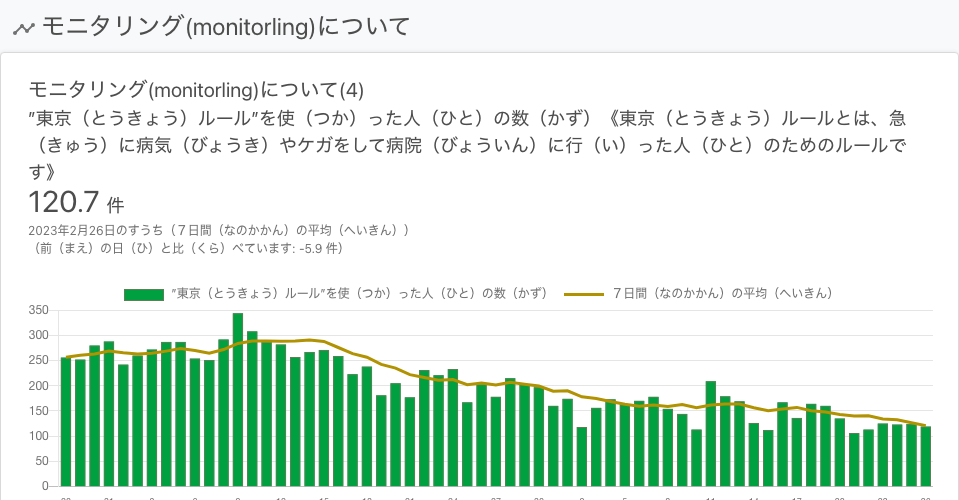 モニタリング(monitorling)について
モニタリング(monitorling)について(4)
”東京（とうきょう）ルール”を使（つか）った人（ひと）の数（かず）《東京（とうきょう）ルールとは、急
（きゅう）に病気（びょうき）やケガをして病院（びょういん）に行（い）った人（ひと）のためのルールで
す》
120.7 件
2023年2月26日のすうち（７日間（なのかかん）の平均（へいきん））
（前（まえ）の日（ひ）と比（くら）べています: -5.9 件）
”東京（とうきょう）ルール”を使（つか）った人（ひと）の数（かず） ７日間（なのかかん）の平均（へいきん）
350
300
250
200
150
100
50
0